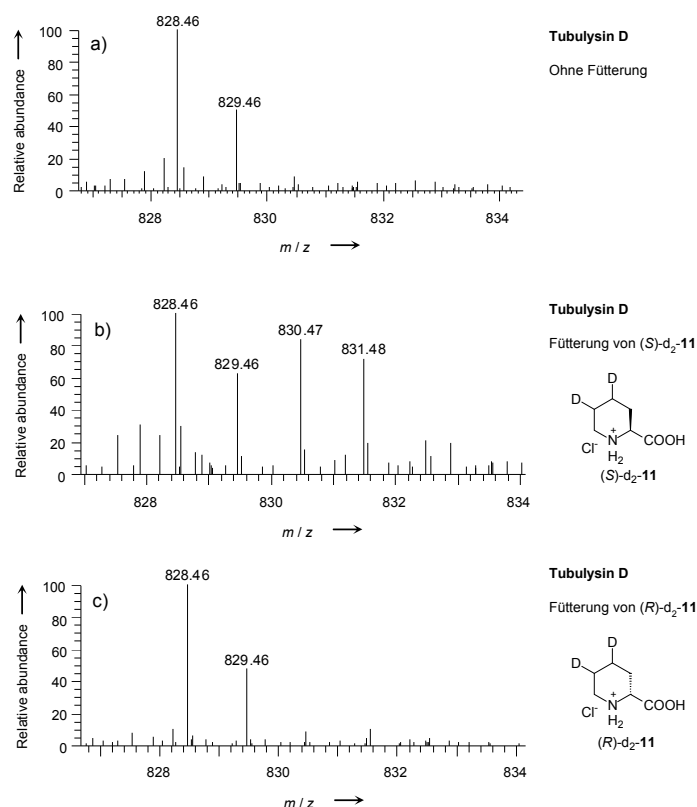 828.46
100
a)
Tubulysin D
Ohne Fütterung
80
60
829.46
40
20
0
Relative abundance
828
830
832
834
m / z
828.46
100
b)
Tubulysin D
830.47
Fütterung von (S)-d2-11
80
831.48
829.46
60
40
20
0
Relative abundance
D
D
N
+
H2
COOH
Cl-
(S)-d2-11
828
830
832
834
m / z
828.46
100
c)
Tubulysin D
Fütterung von (R)-d2-11
80
60
829.46
40
20
0
Relative abundance
D
D
N
+
H2
COOH
Cl-
(R)-d2-11
828
830
832
834
m / z